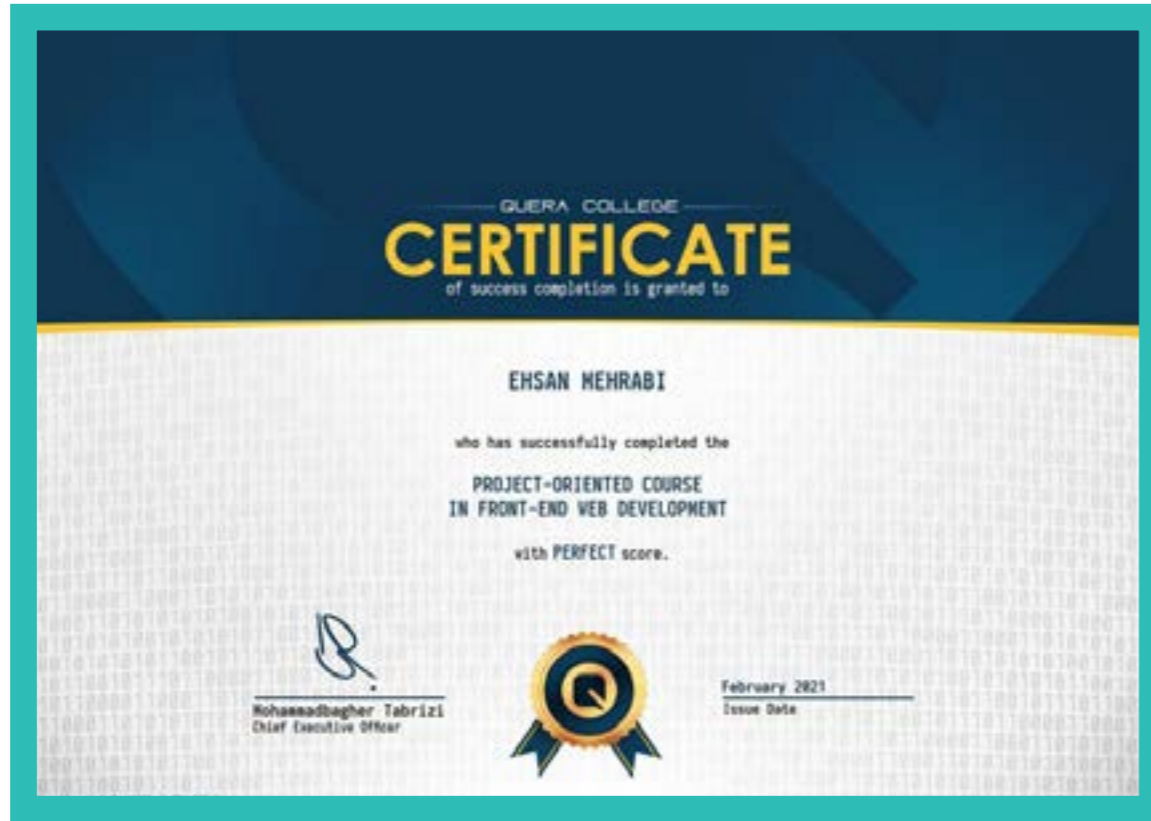 QUERA COLLEGE
CERTIFICATE
of success completion is granted to
EHSAN MEHRABI
who has successfully completed the
PROJECT-ORIENTED COURSE
IN FRONT-END WEB DEVELOPMENT
with PERFECT score.
Mohammadbagher Tabrizi
Chief Executive Officer
February 2021
Issue Date
Q